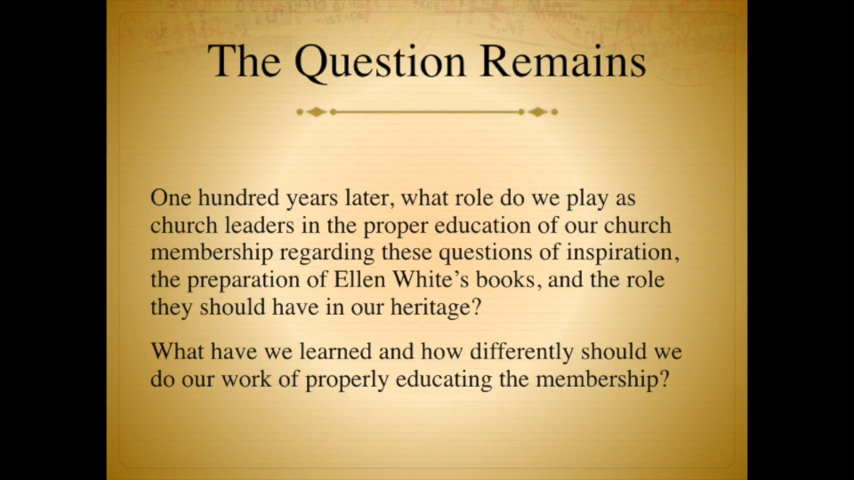 The Question Remains
One hundred years later, what role do we play as
church leaders in the proper education of our church
membership regarding these questions of inspiration,
the preparation of Ellen White’s books, and the role
they should have in our heritage?
What have we learned and how differently should we
do our work of properly educating the membership?